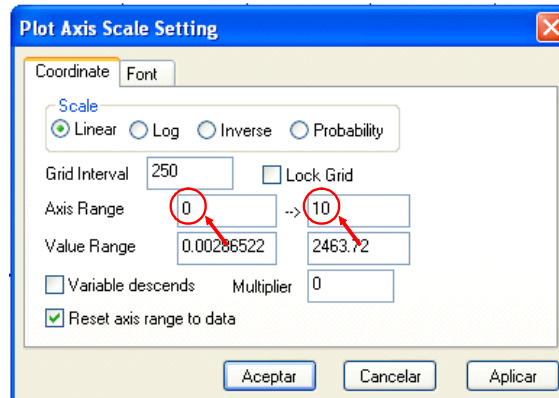 Plot Axis Scale Setting
Coordinate Font
Scale
Linear Log Inverse Probability
Grid Interval 250 Lock Grid
Axis Range 0 --> 10
Value Range 0.00286522 2463.72
Variable descends Multiplier 0
Reset axis range to data
Aceptar Cancelar Aplicar